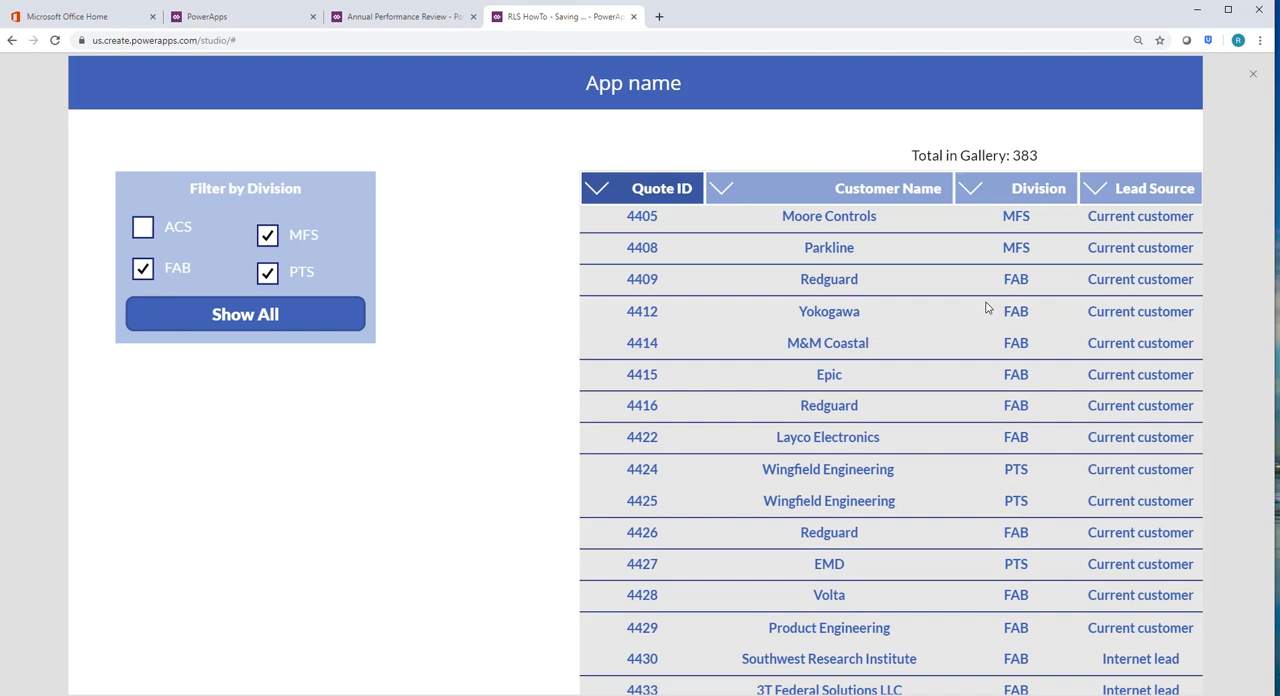 Microsoft Office Home
PowerApps
Annual Performance Review - Po
RLS HowTo - Saving ... - PowerAp
us.create.powerapps.com/studio/#
R
App name
Total in Gallery: 383
Filter by Division
ACS
MFS
FAB
PTS
Show All
Quote ID Customer Name Division Lead Source
4405 Moore Controls MFS Current customer
4408 Parkline MFS Current customer
4409 Redguard FAB Current customer
4412 Yokogawa FAB Current customer
4414 M&M Coastal FAB Current customer
4415 Epic FAB Current customer
4416 Redguard FAB Current customer
4422 Layco Electronics FAB Current customer
4424 Wingfield Engineering PTS Current customer
4425 Wingfield Engineering PTS Current customer
4426 Redguard FAB Current customer
4427 EMD PTS Current customer
4428 Volta FAB Current customer
4429 Product Engineering FAB Current customer
4430 Southwest Research Institute FAB Internet lead
4433 3T Federal Solutions LLC FAB Internet lead